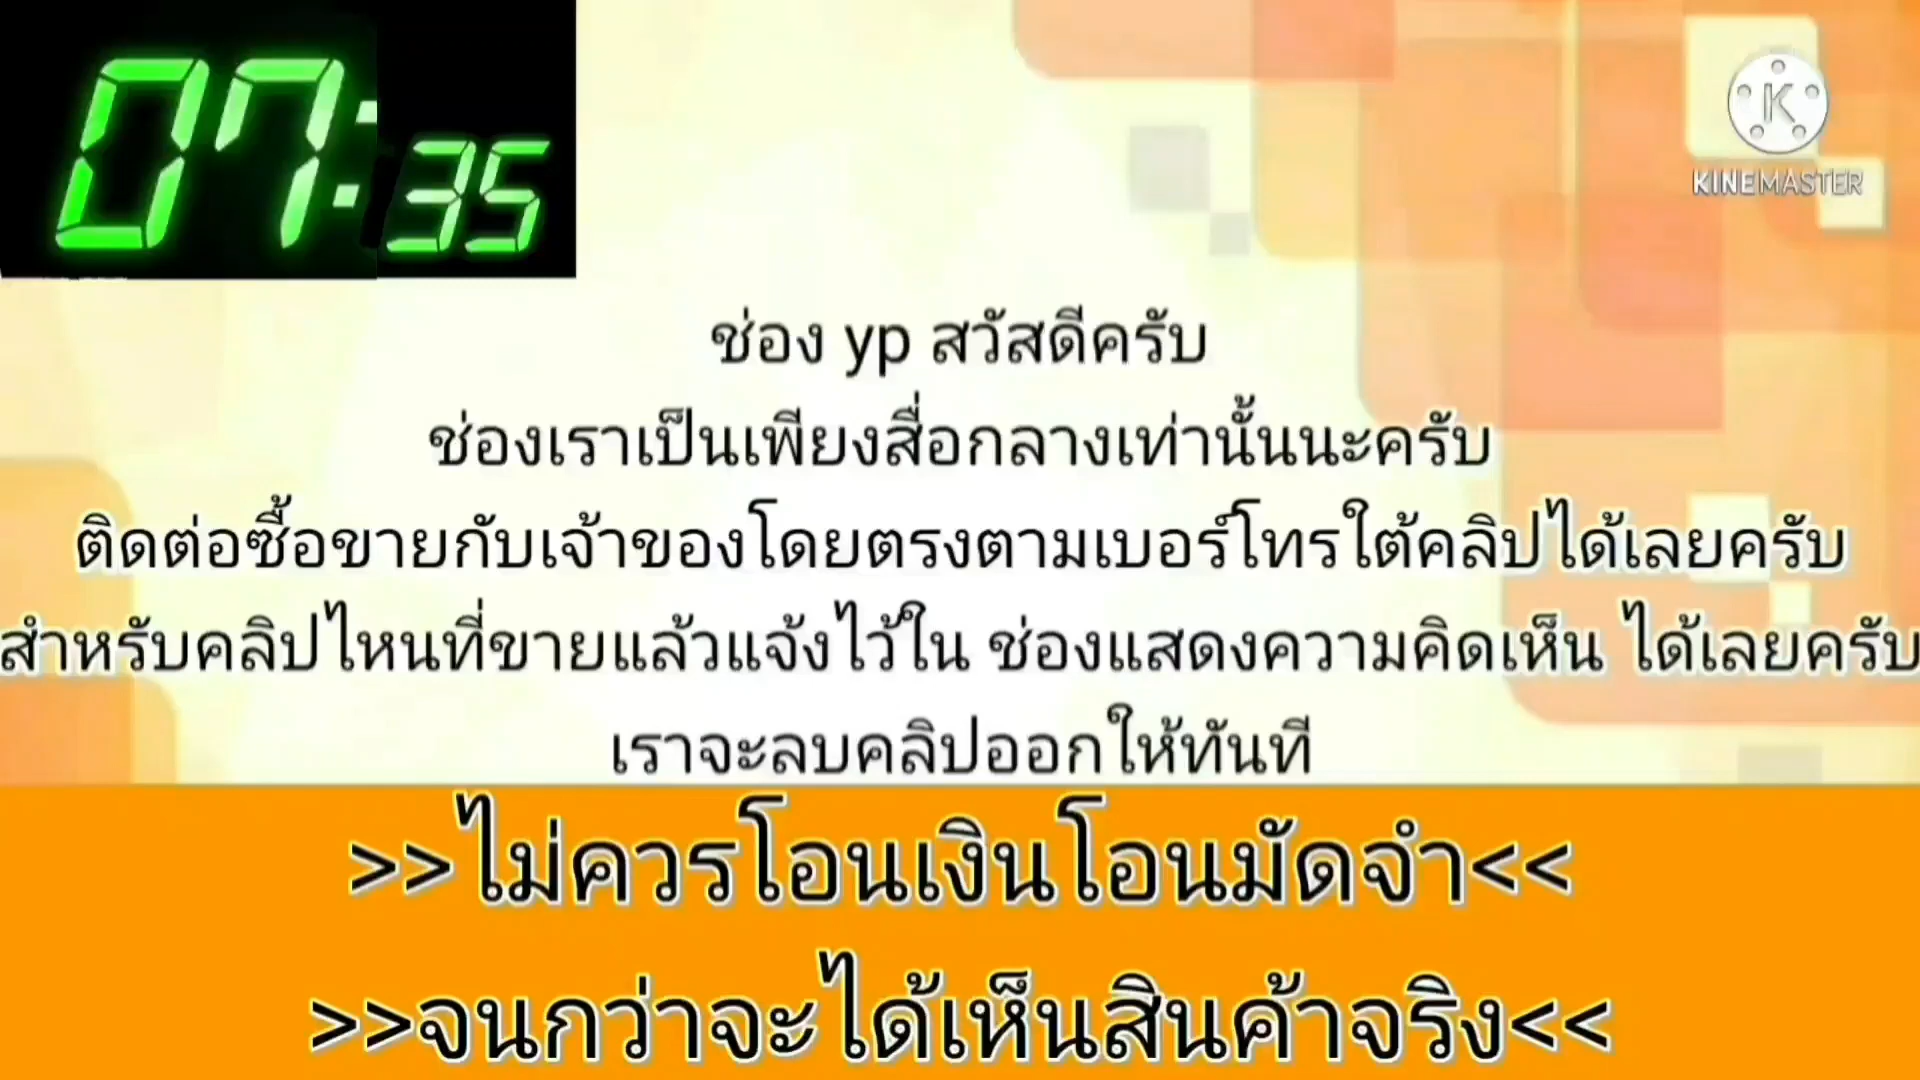 07:35
KINEMASTER
ช่อง yp สวัสดีครับ
ช่องเราเป็นเพียงสื่อกลางเท่านั้นนะครับ
ติดต่อซื้อขายกับเจ้าของโดยตรงตามเบอร์โทรใต้คลิปได้เลยครับ
สำหรับคลิปไหนที่ขายแล้วแจ้งไว้ใน ช่องแสดงความคิดเห็น ได้เลยครับ
เราจะลบคลิปออกให้ทันที
>>ไม่ควรโอนเงินโอนมัดจำ<<
>>จนกว่าจะได้เห็นสินค้าจริง<<